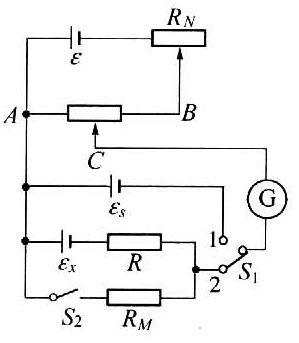 ε R_N
A B
C
G
ε_s
1
ε_x R 2 S_1
S_2 R_M